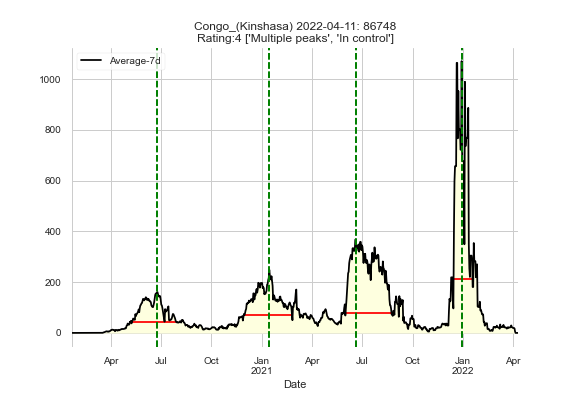 Congo_(Kinshasa) 2022-04-11: 86748
Rating:4 ['Multiple peaks', 'In control']
Average-7d
1000
800
600
400
200
0
Apr Jul Oct Jan Apr Jul Oct Jan Apr
2021 2022
Date